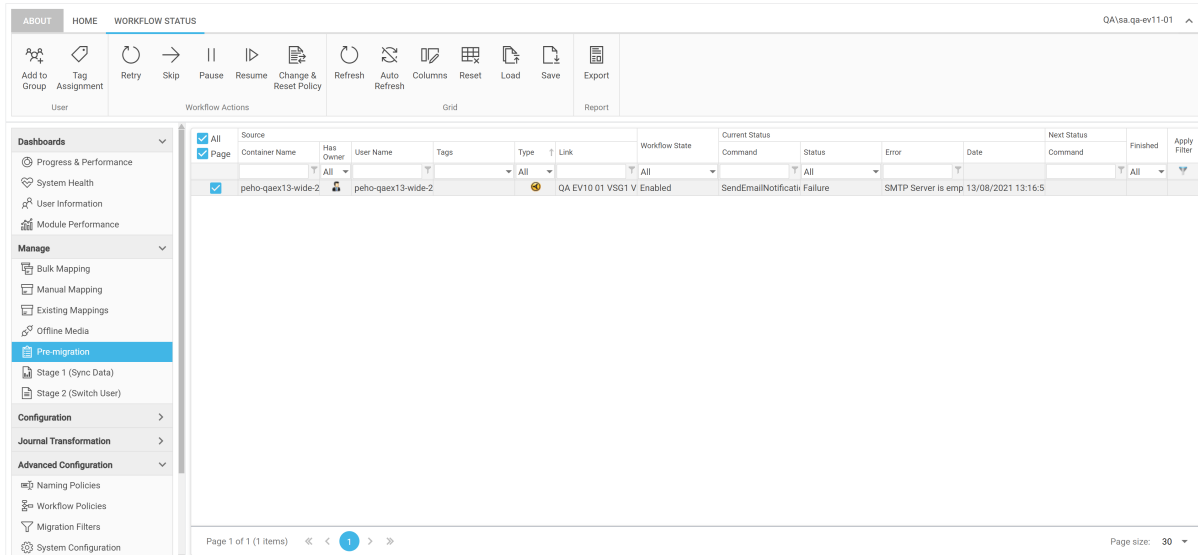 ABOUT HOME WORKFLOW STATUS QA\sa.qa-ev11-01
Add to Group Tag Assignment Retry Skip Pause Resume Change & Reset Policy Refresh Auto Refresh Columns Reset Load Save Export
User Workflow Actions Grid Report
Dashboards
Progress & Performance
System Health
User Information
Module Performance
Manage
Bulk Mapping
Manual Mapping
Existing Mappings
Offline Media
Pre-migration
Stage 1 (Sync Data)
Stage 2 (Switch User)
Configuration
Journal Transformation
Advanced Configuration
Naming Policies
Workflow Policies
Migration Filters
System Configuration
All Source Workflow State Current Status Next Status Finished Apply Filter
Page Container Name Has Owner User Name Tags Type Link Command Status Error Date Command
All All All All All
peho-qaex13-wide-2 peho-qaex13-wide-2 QA EV10 01 VSG1 V Enabled SendEmailNotificati Failure SMTP Server is emp 13/08/2021 13:16:5
Page 1 of 1 (1 items) 1 Page size: 30